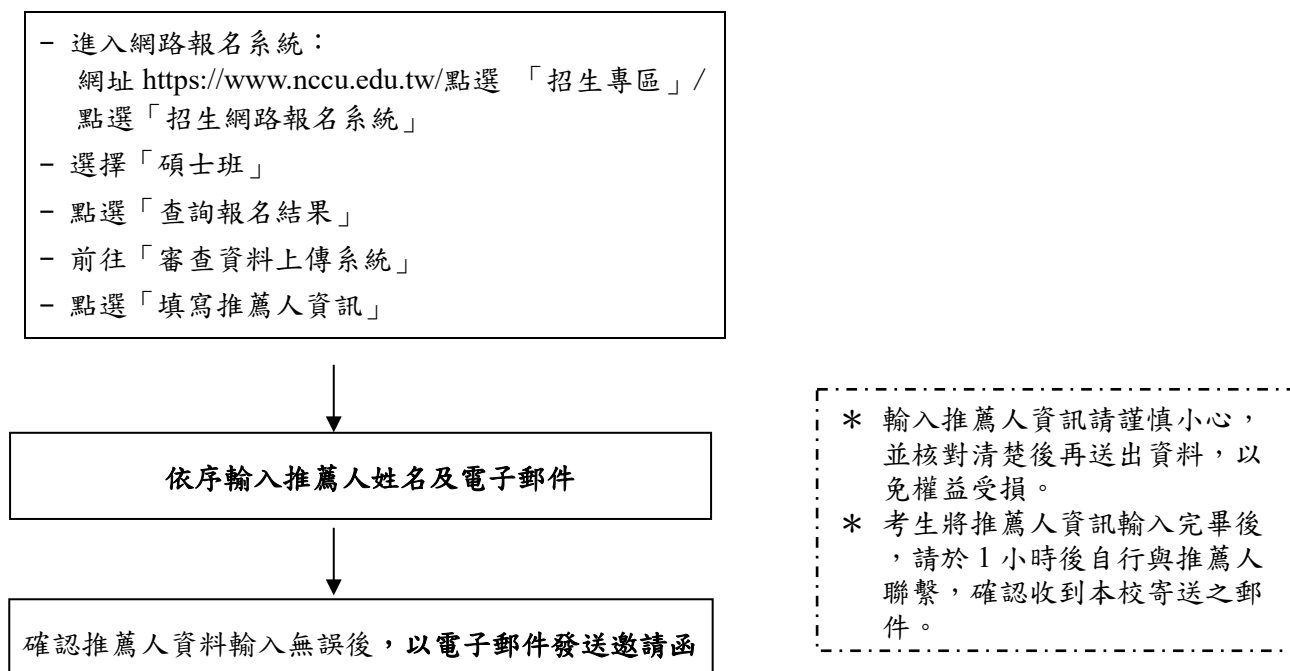 - 進入網路報名系統：
網址 https://www.nccu.edu.tw/點選 「招生專區」/
點選「招生網路報名系統」
- 選擇「碩士班」
- 點選「查詢報名結果」
- 前往「審查資料上傳系統」
- 點選「填寫推薦人資訊」
依序輸入推薦人姓名及電子郵件
確認推薦人資料輸入無誤後，以電子郵件發送邀請函
＊ 輸入推薦人資訊請謹慎小心，
並核對清楚後再送出資料，以
免權益受損。
＊ 考生將推薦人資訊輸入完畢後
，請於 1 小時後自行與推薦人
聯繫，確認收到本校寄送之郵
件。